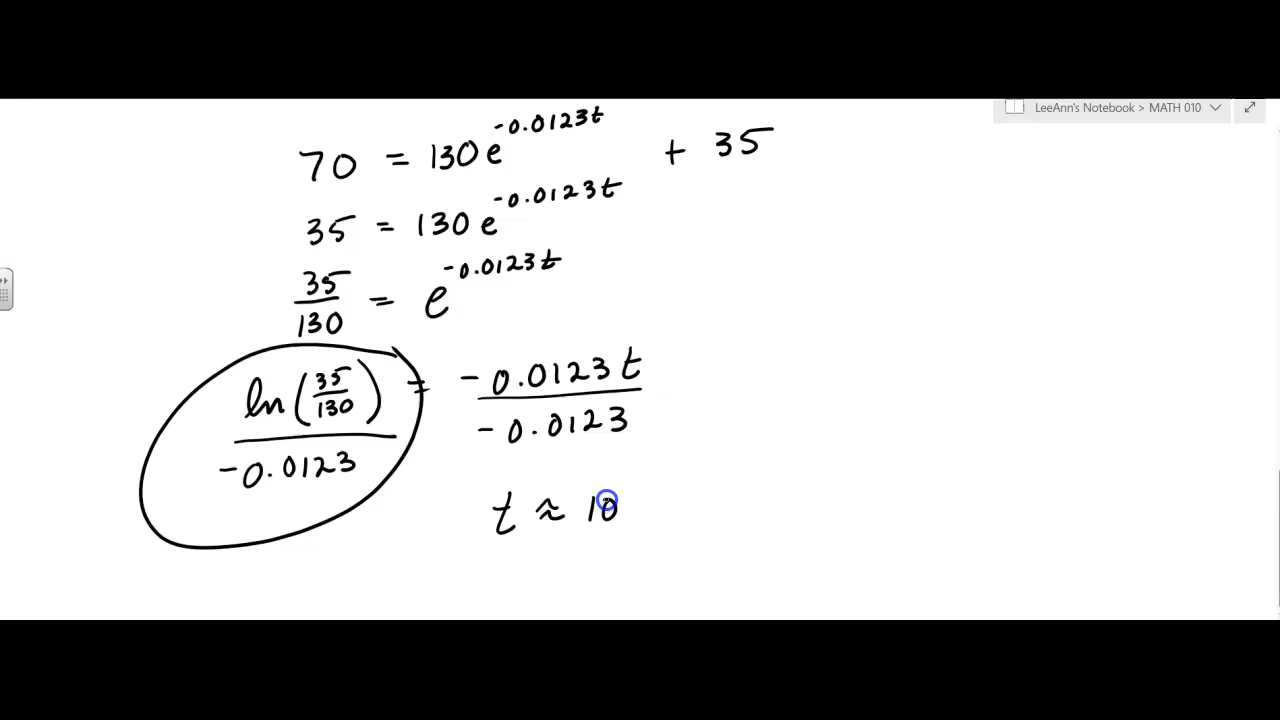 LeeAnn's Notebook > MATH 010
70 = 130e^-0.0123t + 35
35 = 130e^-0.0123t
35/130 = e^-0.0123t
ln(35/130)/-0.0123 = -0.0123t/-0.0123
t ≈ 10